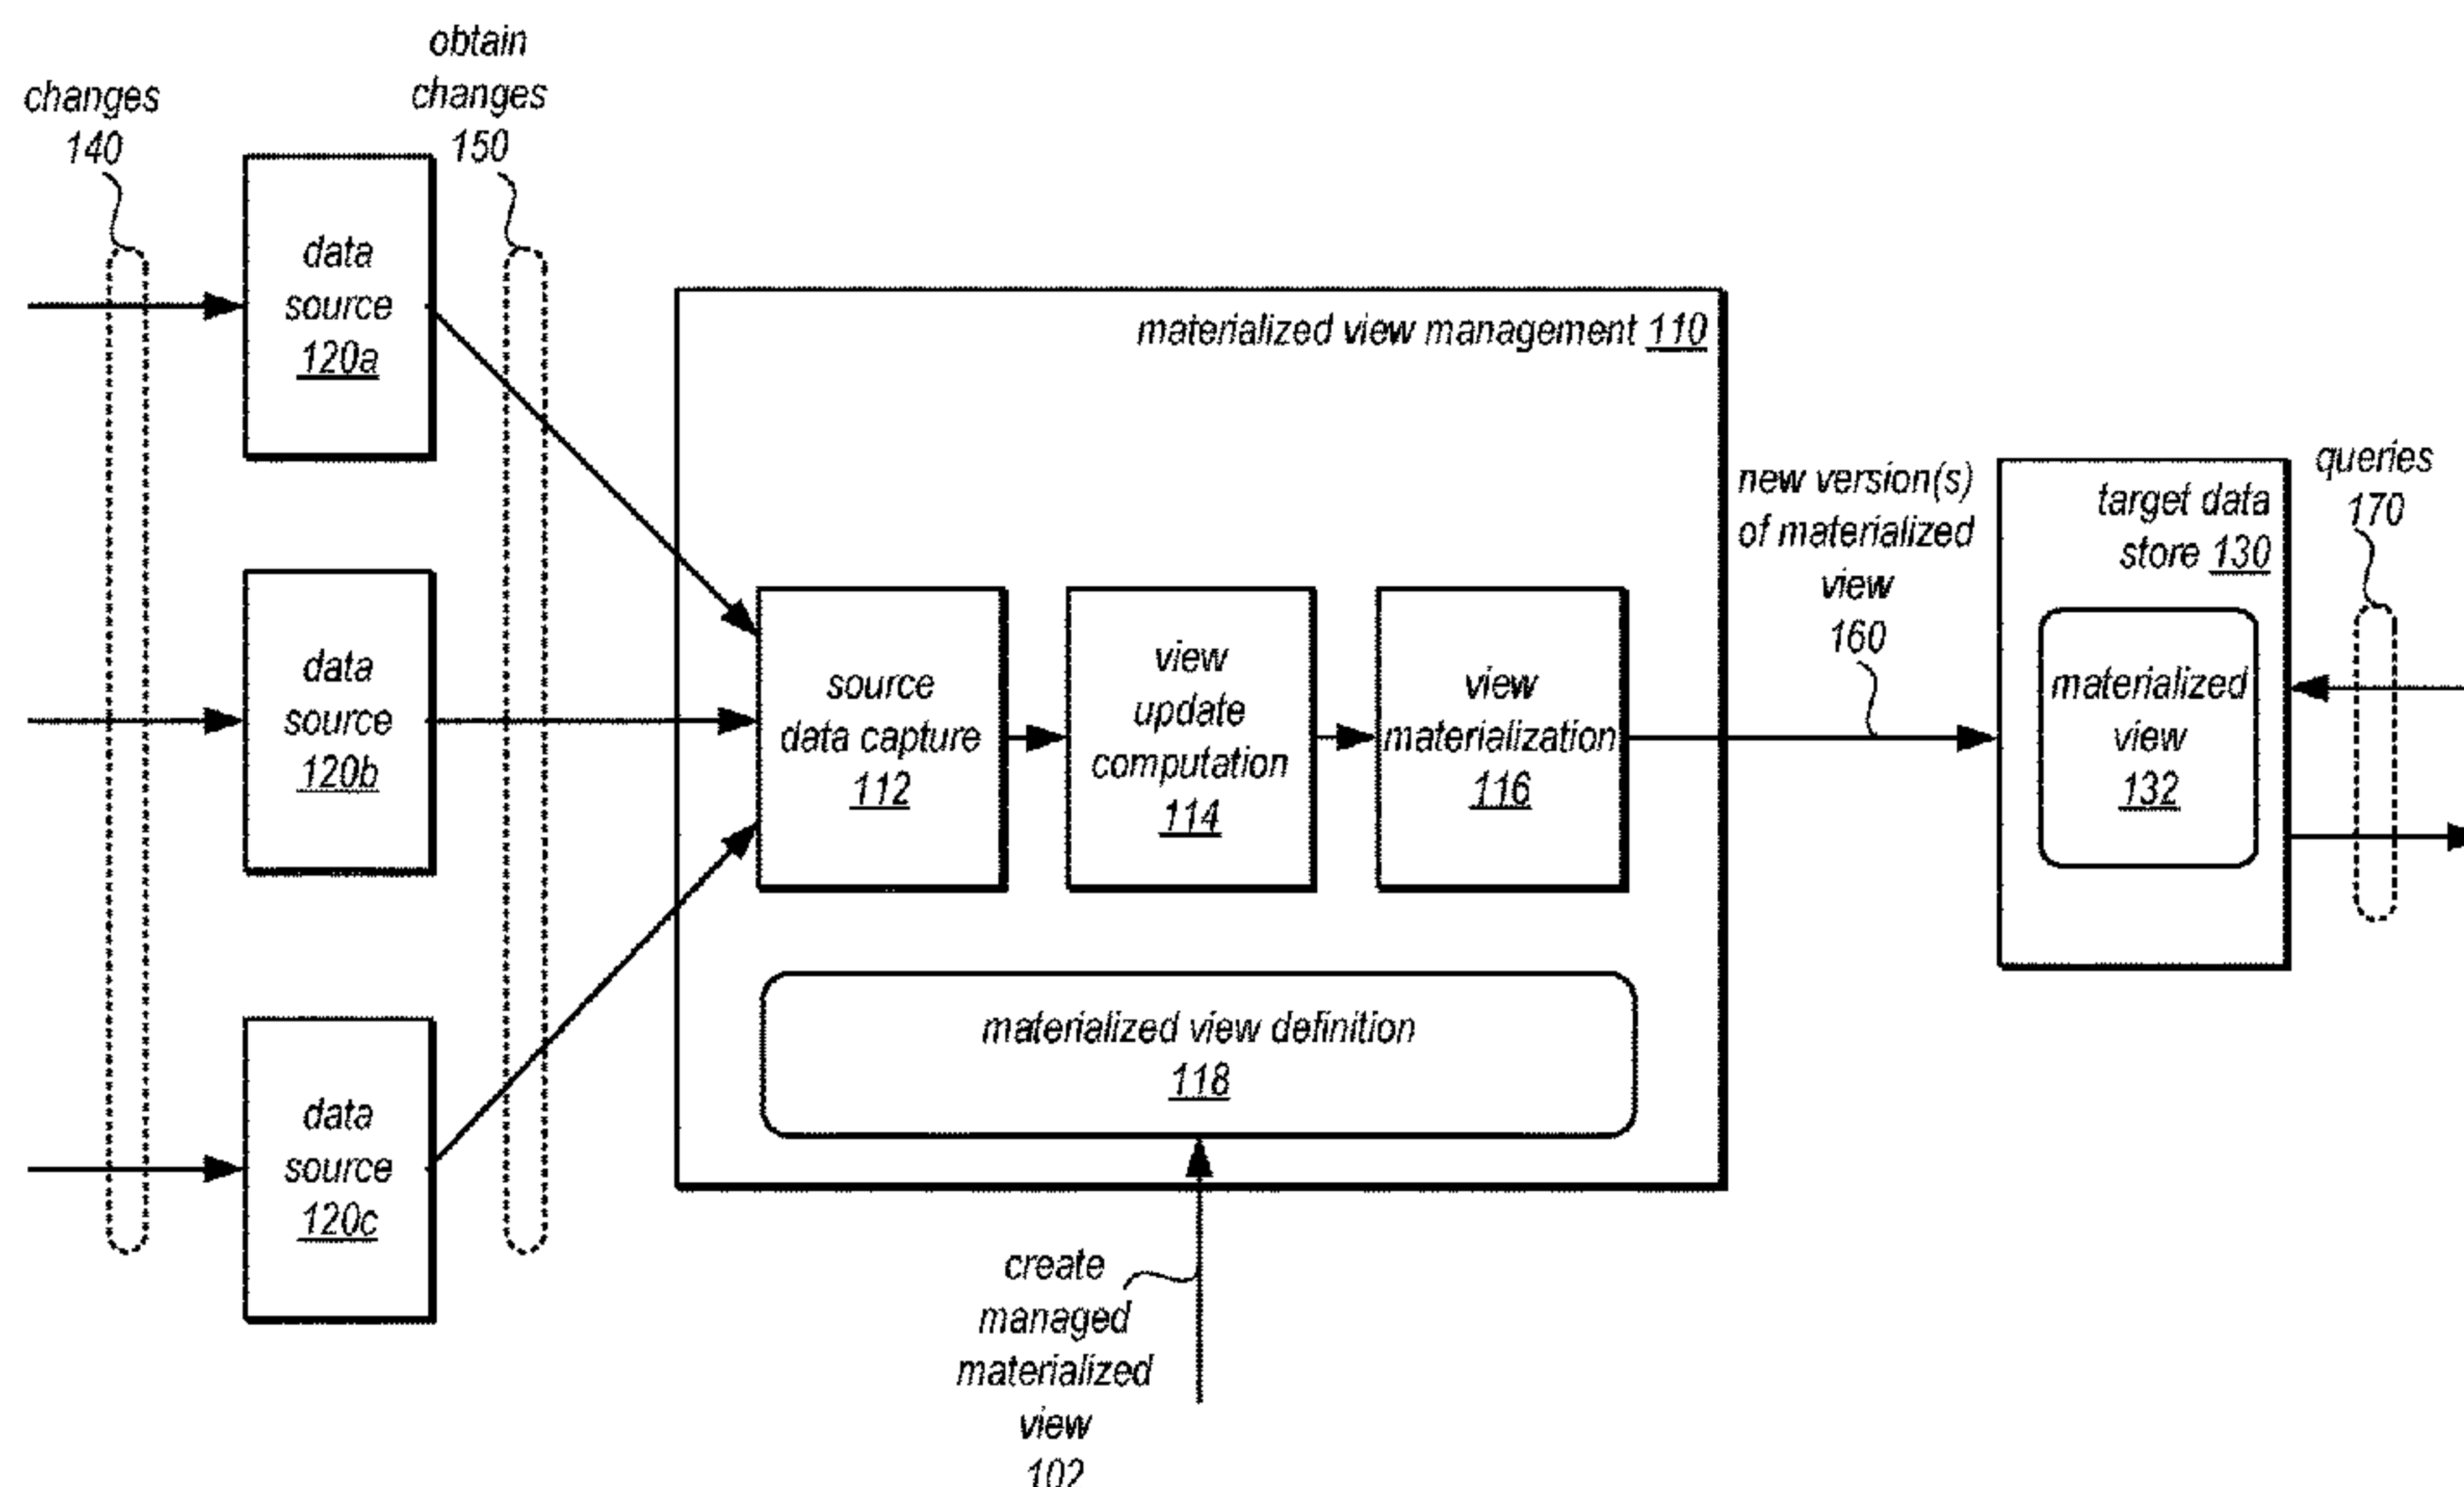 changes
140
obtain
changes
150
data
source
120a
data
source
120b
data
source
120c
materialized view management 110
source
data capture
112
view
update
computation
114
view
materialization
116
materialized view definition
118
create
managed
materialized
view
102
new version(s)
of materialized
view
160
target data
store 130
materialized
view
132
queries
170